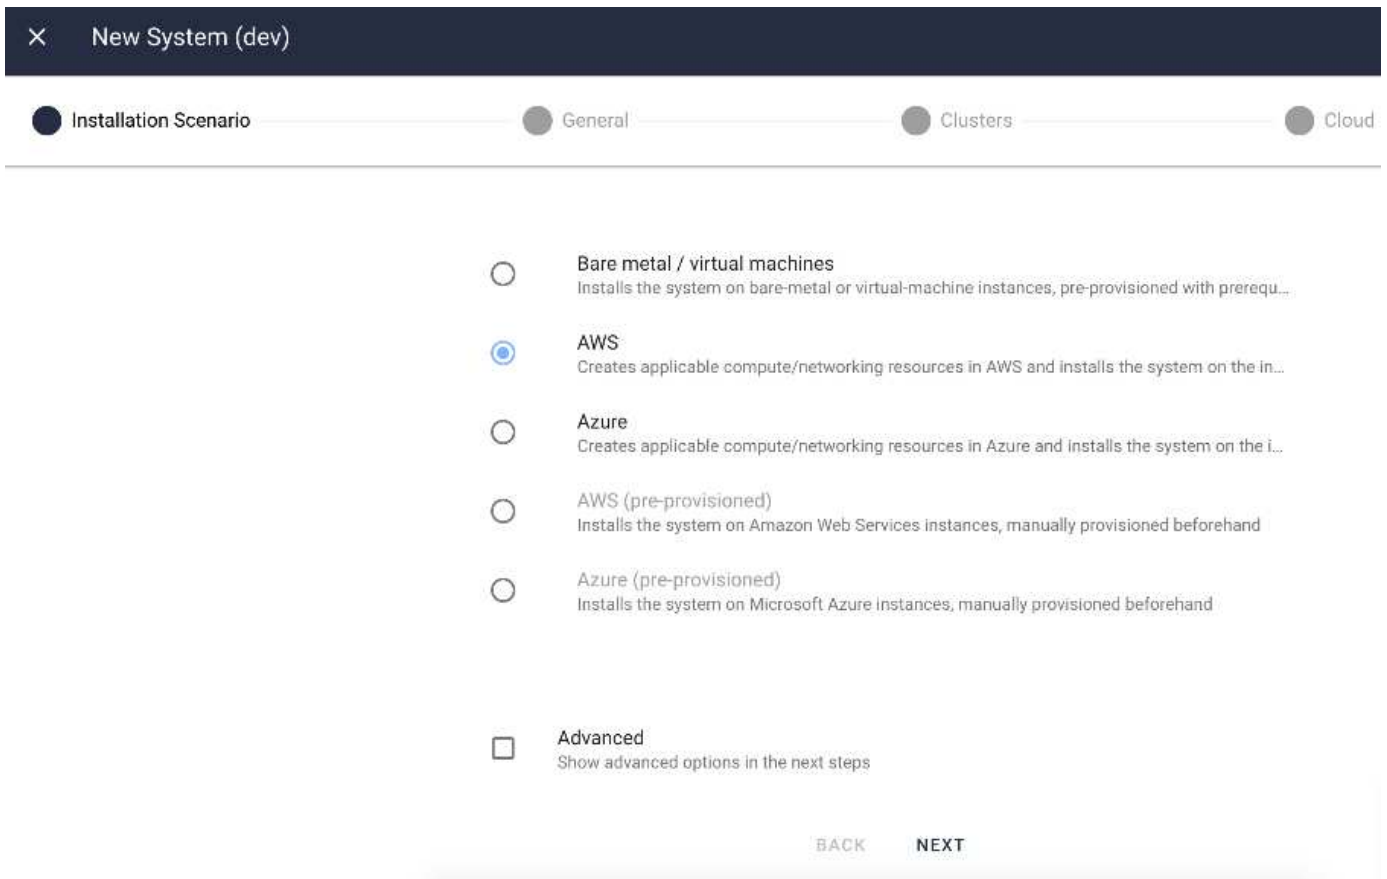 New System (dev)
Installation Scenario
General
Clusters
Cloud
Bare metal / virtual machines
Installs the system on bare-metal or virtual-machine instances, pre-provisioned with prerequ...
AWS
Creates applicable compute/networking resources in AWS and installs the system on the in...
Azure
Creates applicable compute/networking resources in Azure and installs the system on the i...
AWS (pre-provisioned)
Installs the system on Amazon Web Services instances, manually provisioned beforehand
Azure (pre-provisioned)
Installs the system on Microsoft Azure instances, manually provisioned beforehand
Advanced
Show advanced options in the next steps
BACK NEXT